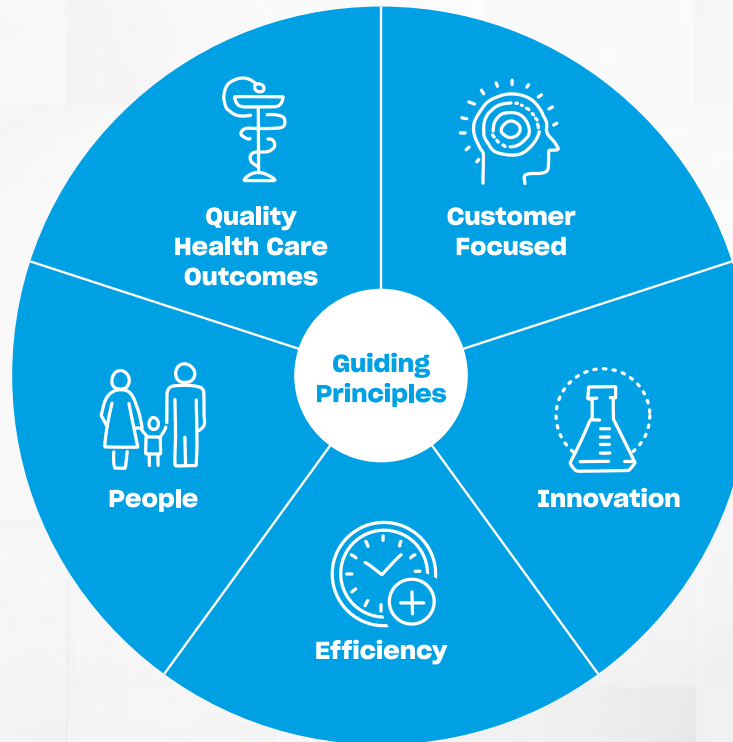 Quality
Health Care
Outcomes
Customer
Focused
Guiding
Principles
People
Innovation
Efficiency